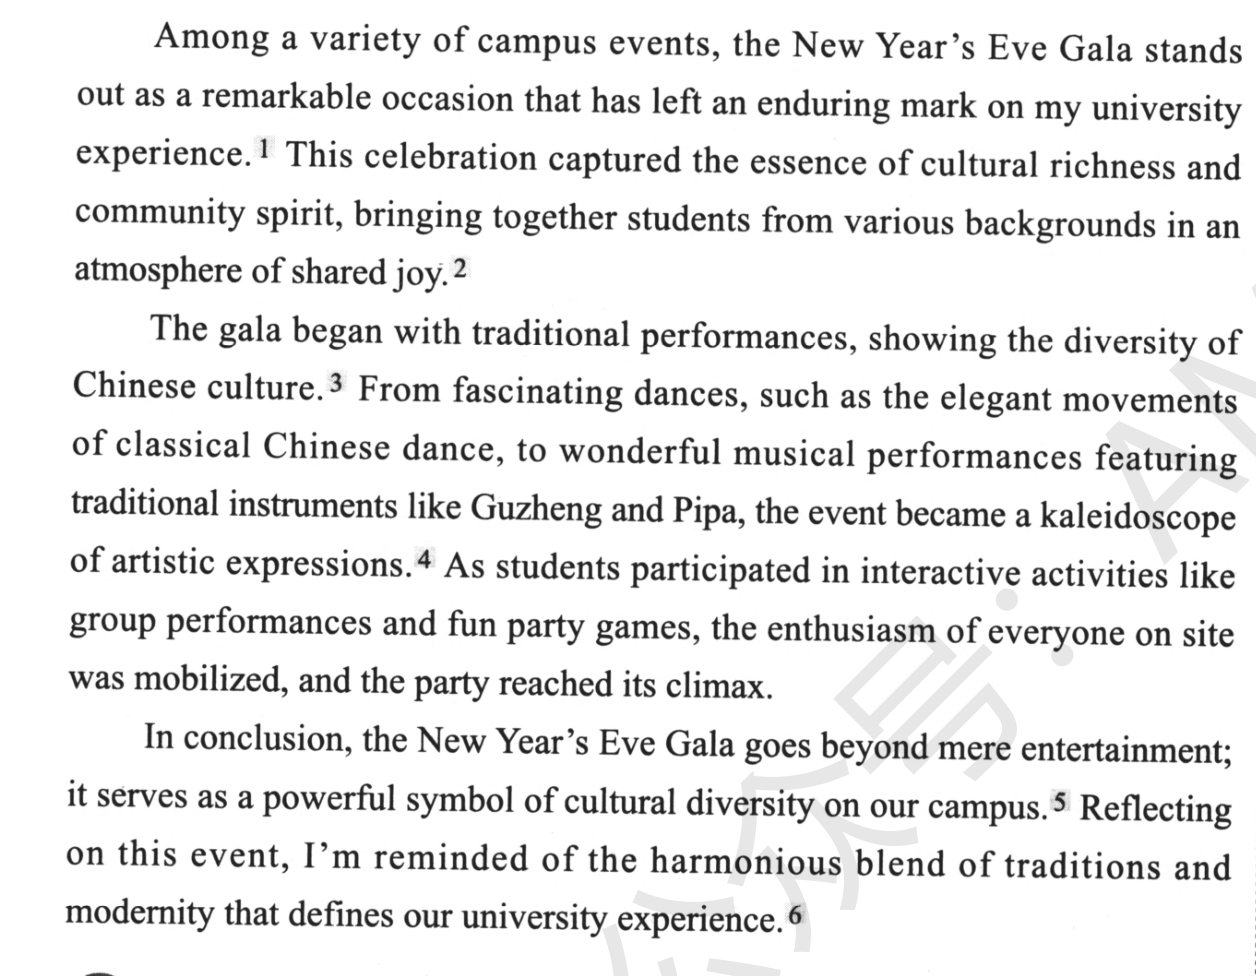 Among a variety of campus events, the New Year's Eve Gala stands
out as a remarkable occasion that has left an enduring mark on my university
experience. 1 This celebration captured the essence of cultural richness and
community spirit, bringing together students from various backgrounds in an
atmosphere of shared joy. 2
The gala began with traditional performances, showing the diversity of
Chinese culture. 3 From fascinating dances, such as the elegant movements
of classical Chinese dance, to wonderful musical performances featuring
traditional instruments like Guzheng and Pipa, the event became a kaleidoscope
of artistic expressions. 4 As students participated in interactive activities like
group performances and fun party games, the enthusiasm of everyone on site
was mobilized, and the party reached its climax.
In conclusion, the New Year's Eve Gala goes beyond mere entertainment;
it serves as a powerful symbol of cultural diversity on our campus. 5 Reflecting
on this event, I'm reminded of the harmonious blend of traditions and
modernity that defines our university experience. 6
公众号: